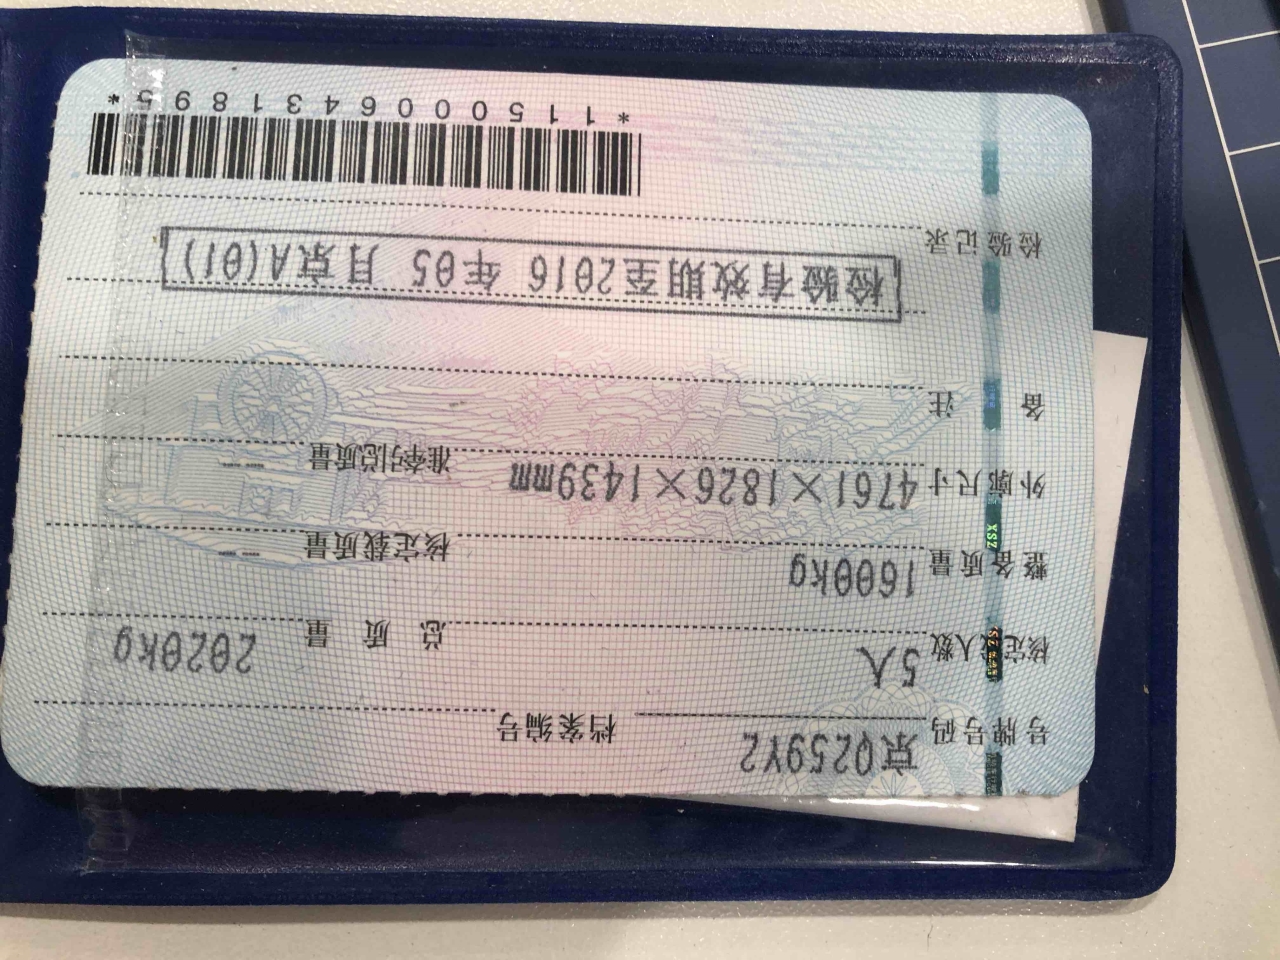 号牌号码 京Q259Y2 档案编号
核定载人数 5人 总质量 2020kg
整备质量 1600kg 核定载质量 --
外廓尺寸 4761×1826×1439mm 准牵引总质量 --
备注
检验记录
检验有效期至2016年05月京A(01)
*1150006431895*
XSZ